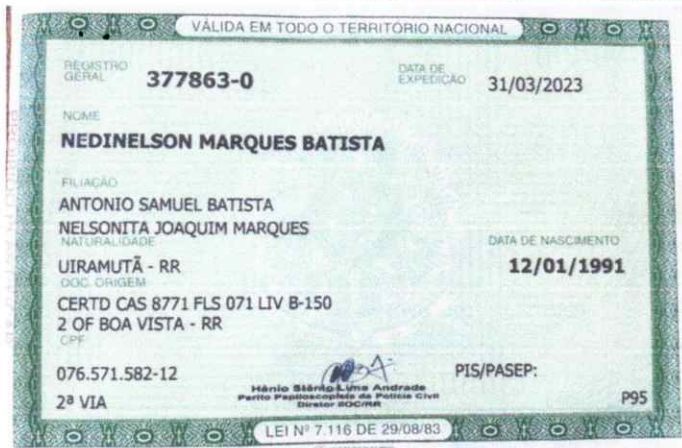 VÁLIDA EM TODO O TERRITÓRIO NACIONAL
REGISTRO GERAL 377863-0 DATA DE EXPEDIÇÃO 31/03/2023
NOME
NEDINELSON MARQUES BATISTA
FILIAÇÃO
ANTONIO SAMUEL BATISTA
NELSONITA JOAQUIM MARQUES
NATURALIDADE DATA DE NASCIMENTO
UIRAMUTÃ - RR 12/01/1991
DOC. ORIGEM
CERTD CAS 8771 FLS 071 LIV B-150
2 OF BOA VISTA - RR
CPF
076.571.582-12 PIS/PASEP:
Hênio Stênio Lima Andrade
Perito Papiloscopista da Polícia Civil
2ª VIA Diretor IIOC/RR P95
LEI Nº 7.116 DE 29/08/83